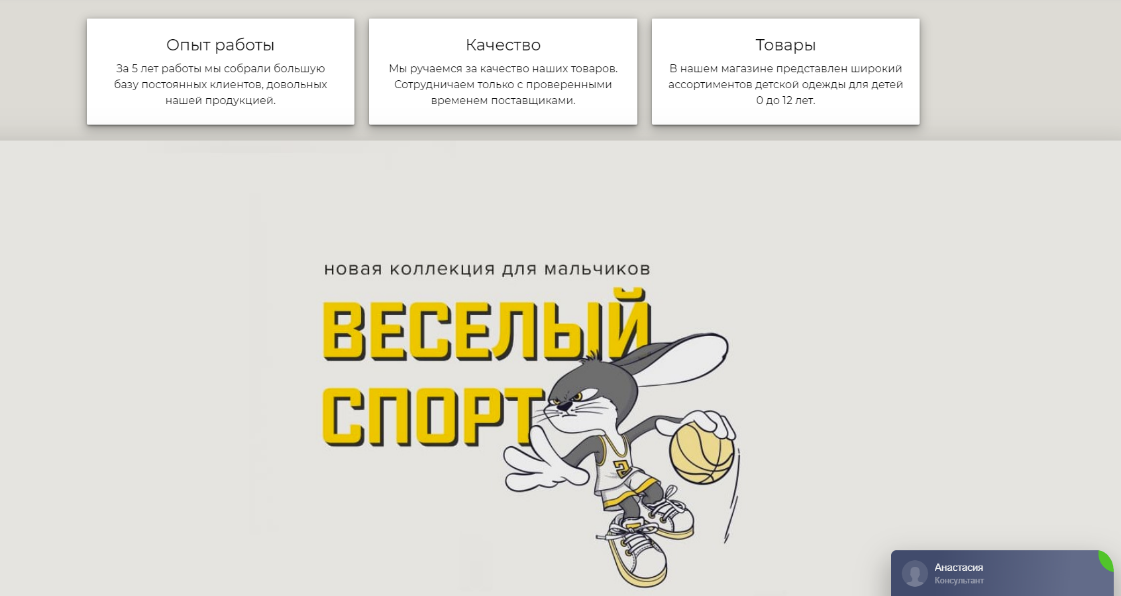 Опыт работы
За 5 лет работы мы собрали большую
базу постоянных клиентов, довольных
нашей продукцией.
Качество
Мы ручаемся за качество наших товаров.
Сотрудничаем только с проверенными
временем поставщиками.
Товары
В нашем магазине представлен широкий
ассортиментов детской одежды для детей
0 до 12 лет.
новая коллекция для мальчиков
ВЕСЕЛЫЙ
СПОРТ
Анастасия
Консультант